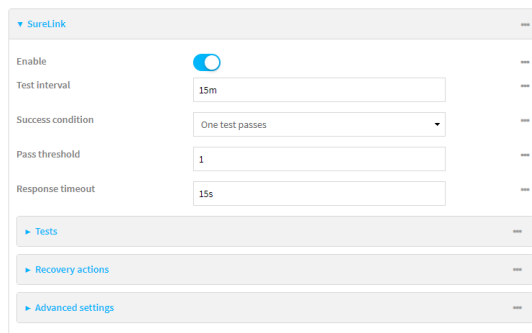 SureLink
Enable
Test interval 15m
Success condition One test passes
Pass threshold 1
Response timeout 15s
Tests
Recovery actions
Advanced settings